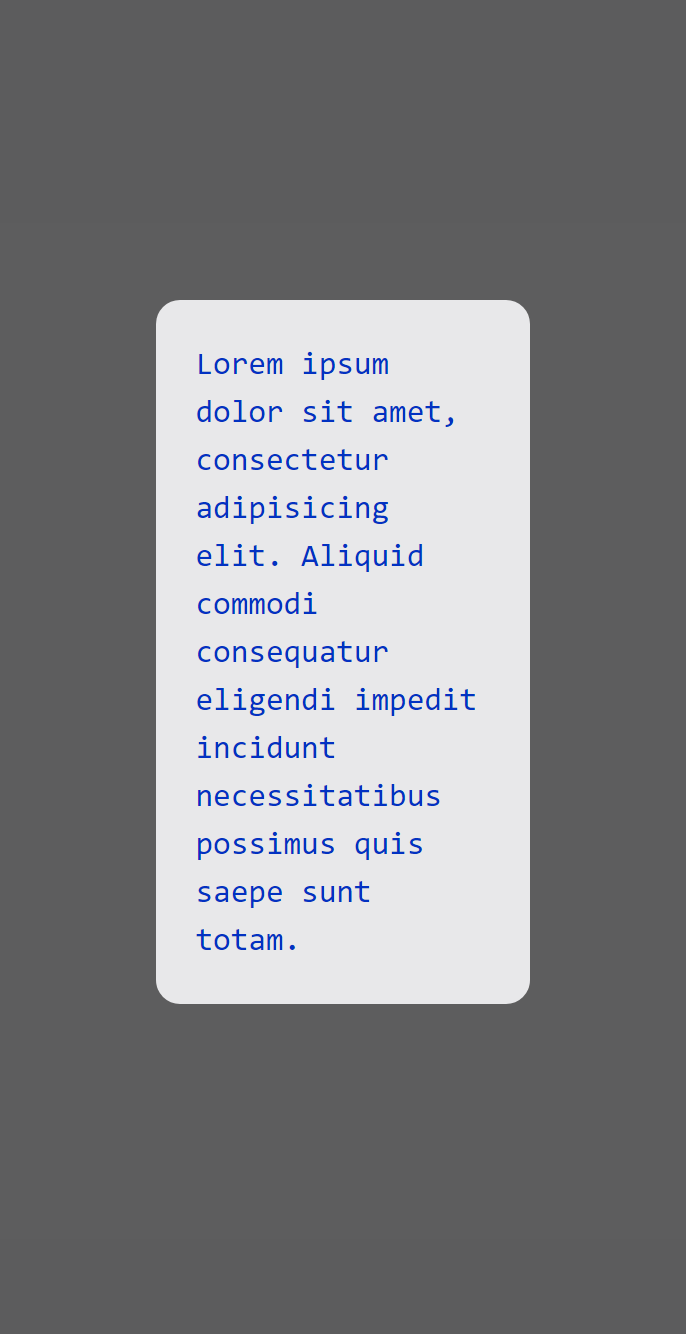 Lorem ipsum
dolor sit amet,
consectetur
adipisicing
elit. Aliquid
commodi
consequatur
eligendi impedit
incidunt
necessitatibus
possimus quis
saepe sunt
totam.